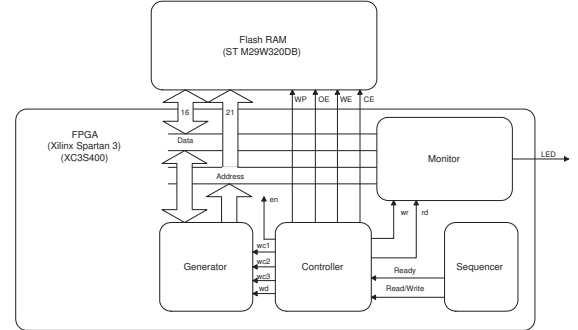 Flash RAM
(ST M29W320DB)
16
21
WP
OE
WE
CE
FPGA
(Xilinx Spartan 3)
(XC3S400)
Data
Monitor
LED
Address
en
wr
rd
Generator
wc1
wc2
wc3
wd
Controller
Ready
Read/Write
Sequencer